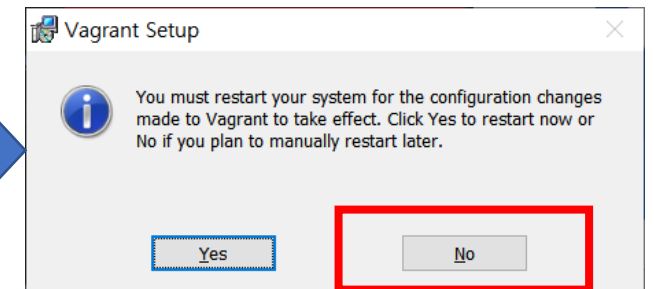 Vagrant Setup
You must restart your system for the configuration changes
made to Vagrant to take effect. Click Yes to restart now or
No if you plan to manually restart later.
Yes
No